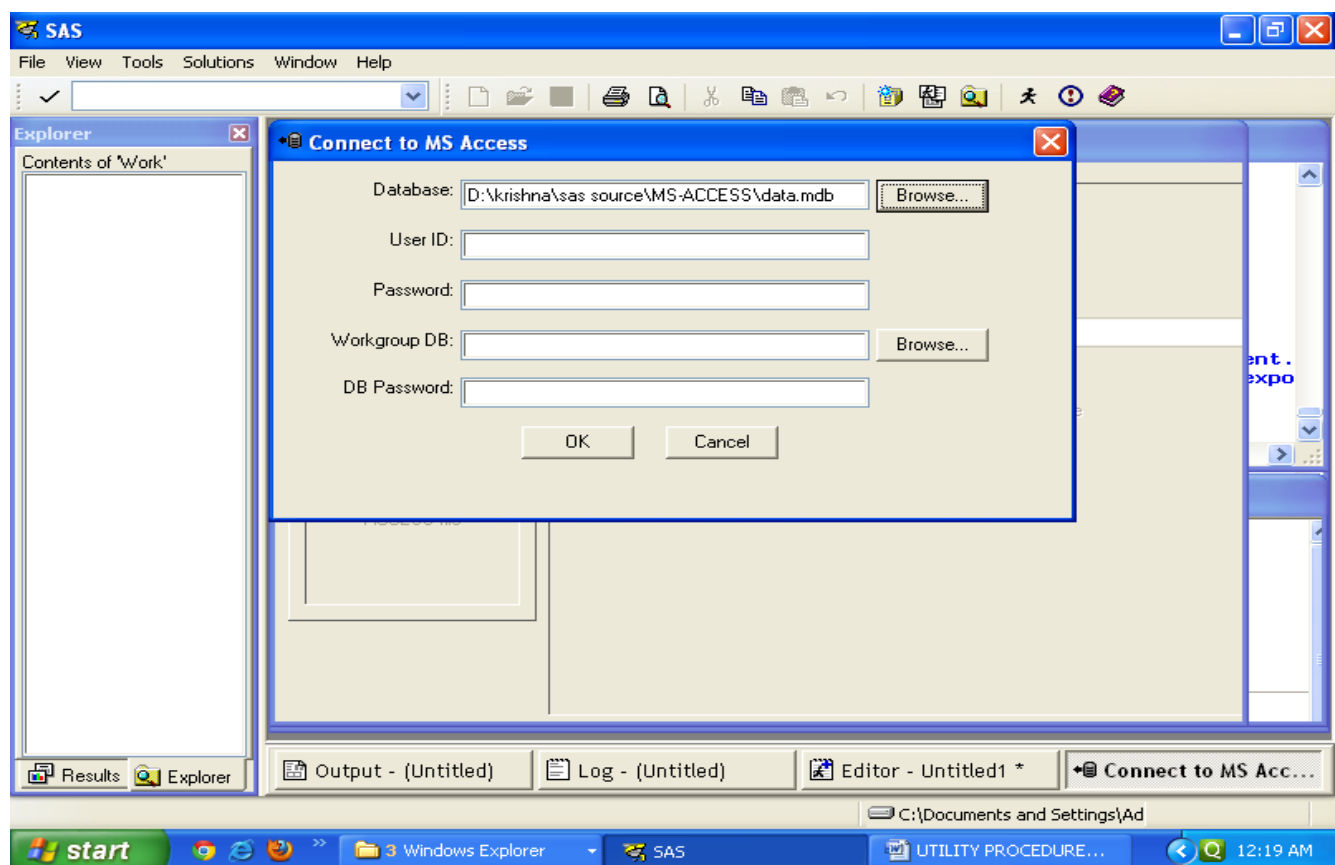 SAS
File View Tools Solutions Window Help
Explorer
Contents of 'Work'
Connect to MS Access
Database: D:\krishna\sas source\MS-ACCESS\data.mdb Browse...
User ID:
Password:
Workgroup DB: Browse...
DB Password:
OK Cancel
ent.
expo
Results Explorer
Output - (Untitled) Log - (Untitled) Editor - Untitled1 * Connect to MS Acc...
C:\Documents and Settings\Ad
start 3 Windows Explorer SAS UTILITY PROCEDURE... 12:19 AM